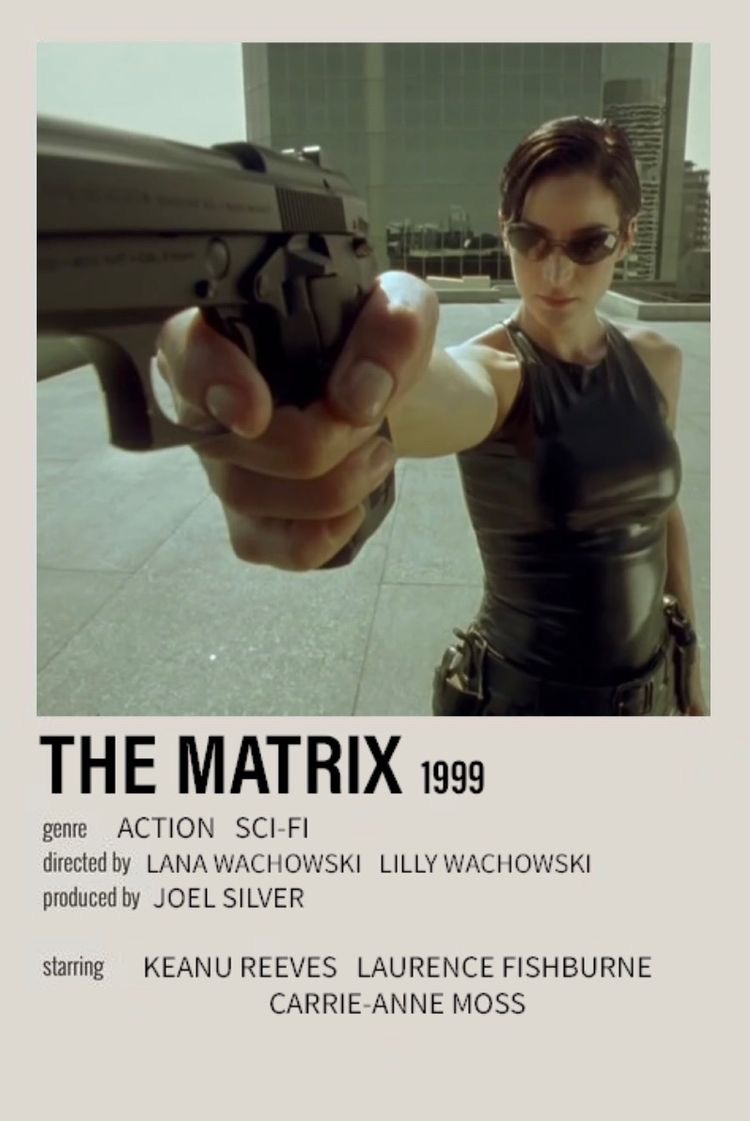 THE MATRIX 1999
genre ACTION SCI-FI
directed by LANA WACHOWSKI LILLY WACHOWSKI
produced by JOEL SILVER
starring KEANU REEVES LAURENCE FISHBURNE
CARRIE-ANNE MOSS